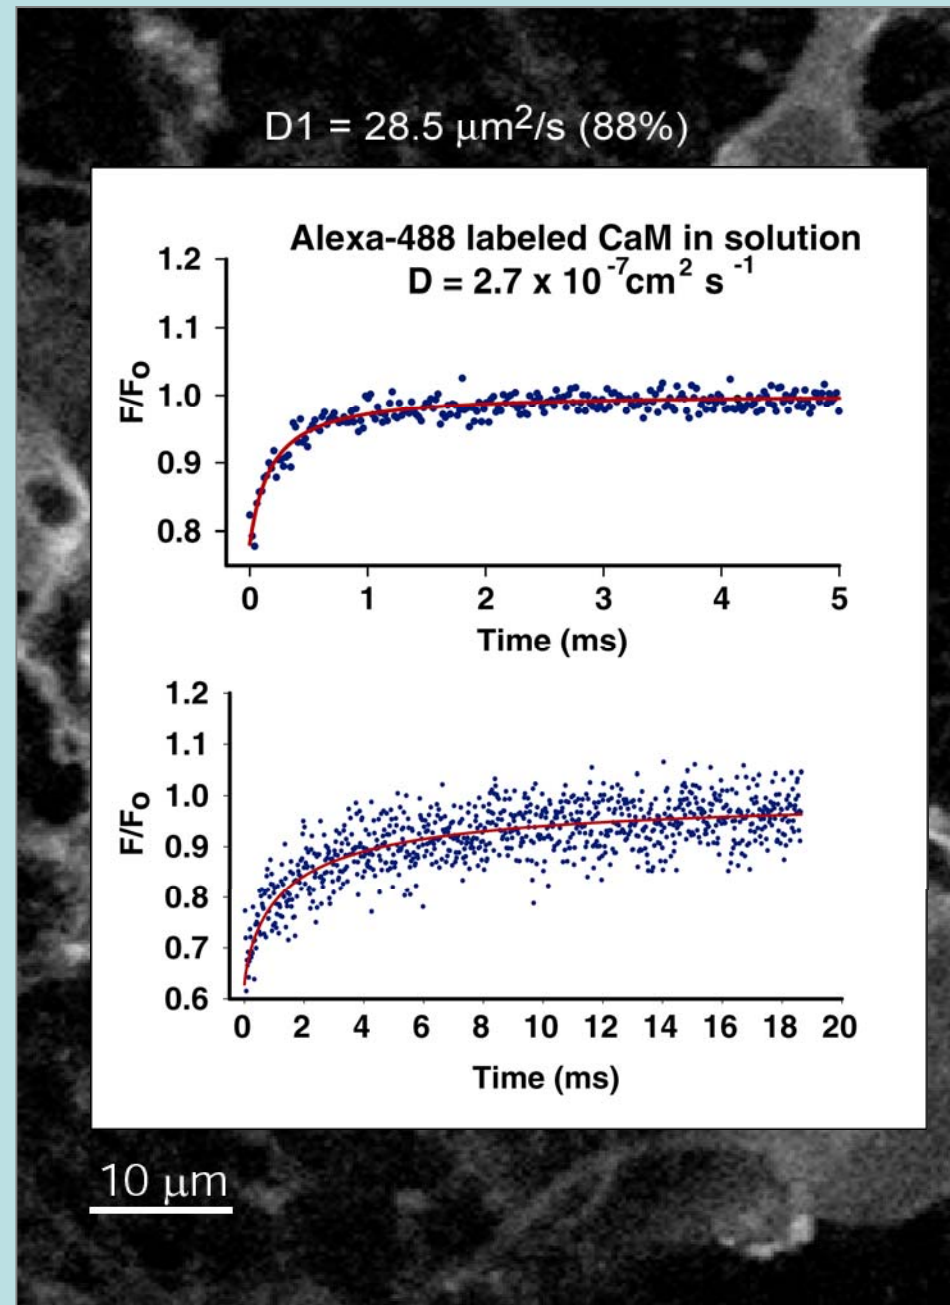 D1 = 28.5 μm²/s (88%)
Alexa-488 labeled CaM in solution
D = 2.7 x 10⁻⁷cm² s⁻¹
1.2
1.1
1.0
0.9
0.8
F/Fo
0 1 2 3 4 5
Time (ms)
1.2
1.1
1.0
0.9
0.8
0.7
0.6
F/Fo
0 2 4 6 8 10 12 14 16 18 20
Time (ms)
10 μm